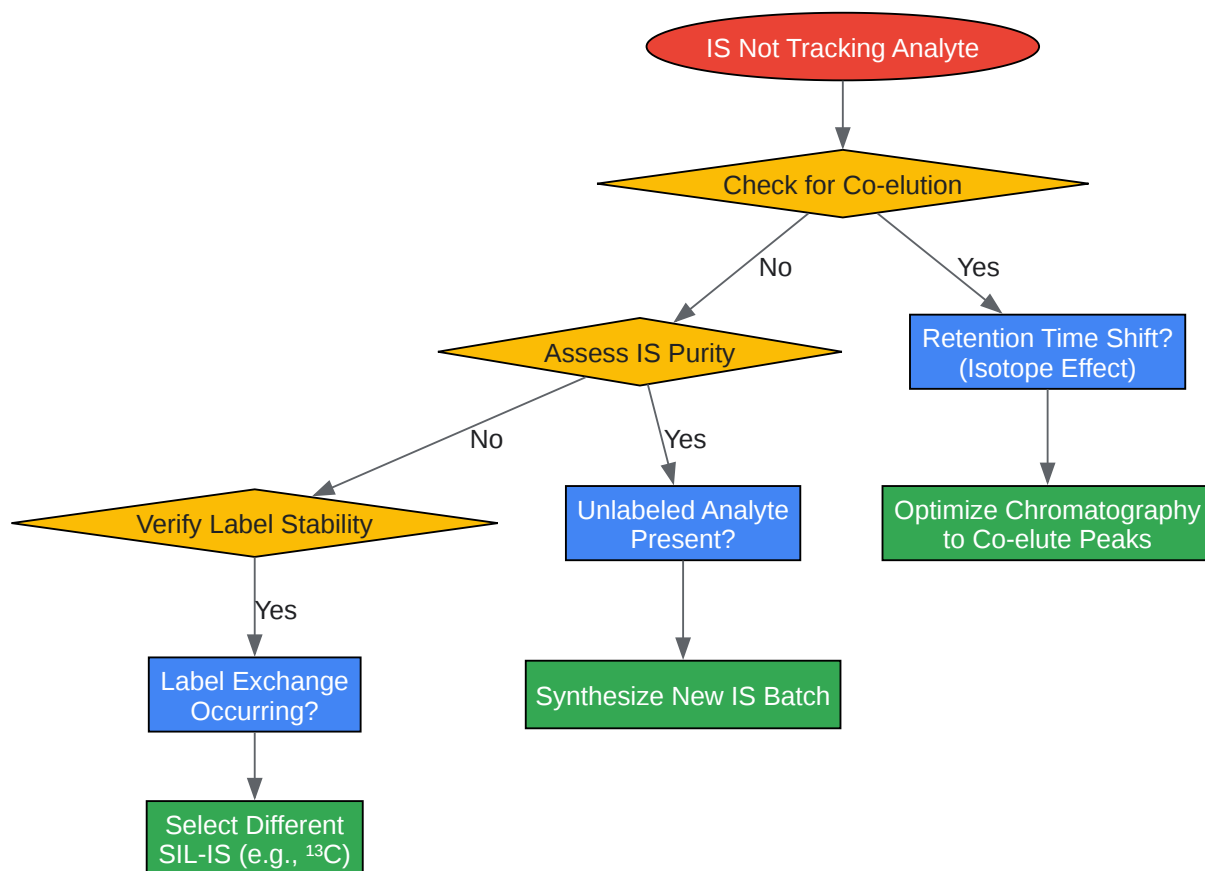 IS Not Tracking Analyte
Check for Co-elution
No
Yes
Assess IS Purity
Retention Time Shift?
(Isotope Effect)
No
Yes
Verify Label Stability
Unlabeled Analyte
Present?
Optimize Chromatography
to Co-elute Peaks
Yes
Label Exchange
Occurring?
Synthesize New IS Batch
Select Different
SIL-IS (e.g., ¹³C)